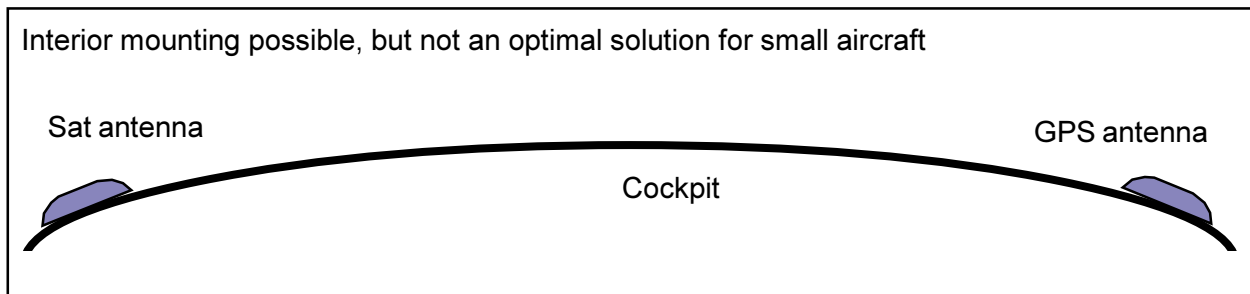 Interior mounting possible, but not an optimal solution for small aircraft
Sat antenna
GPS antenna
Cockpit